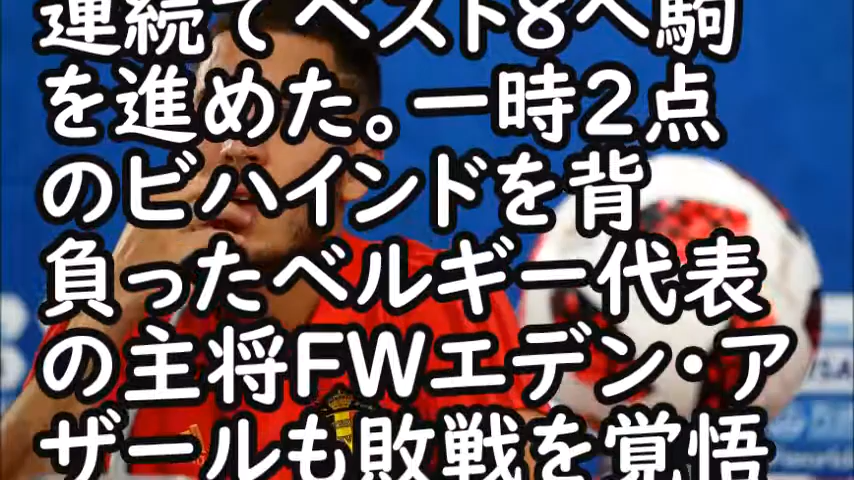 連続でベスト8へ駒
を進めた。一時２点
のビハインドを背
負ったベルギー代表
の主将FWエデン・ア
ザールも敗戦を覚悟